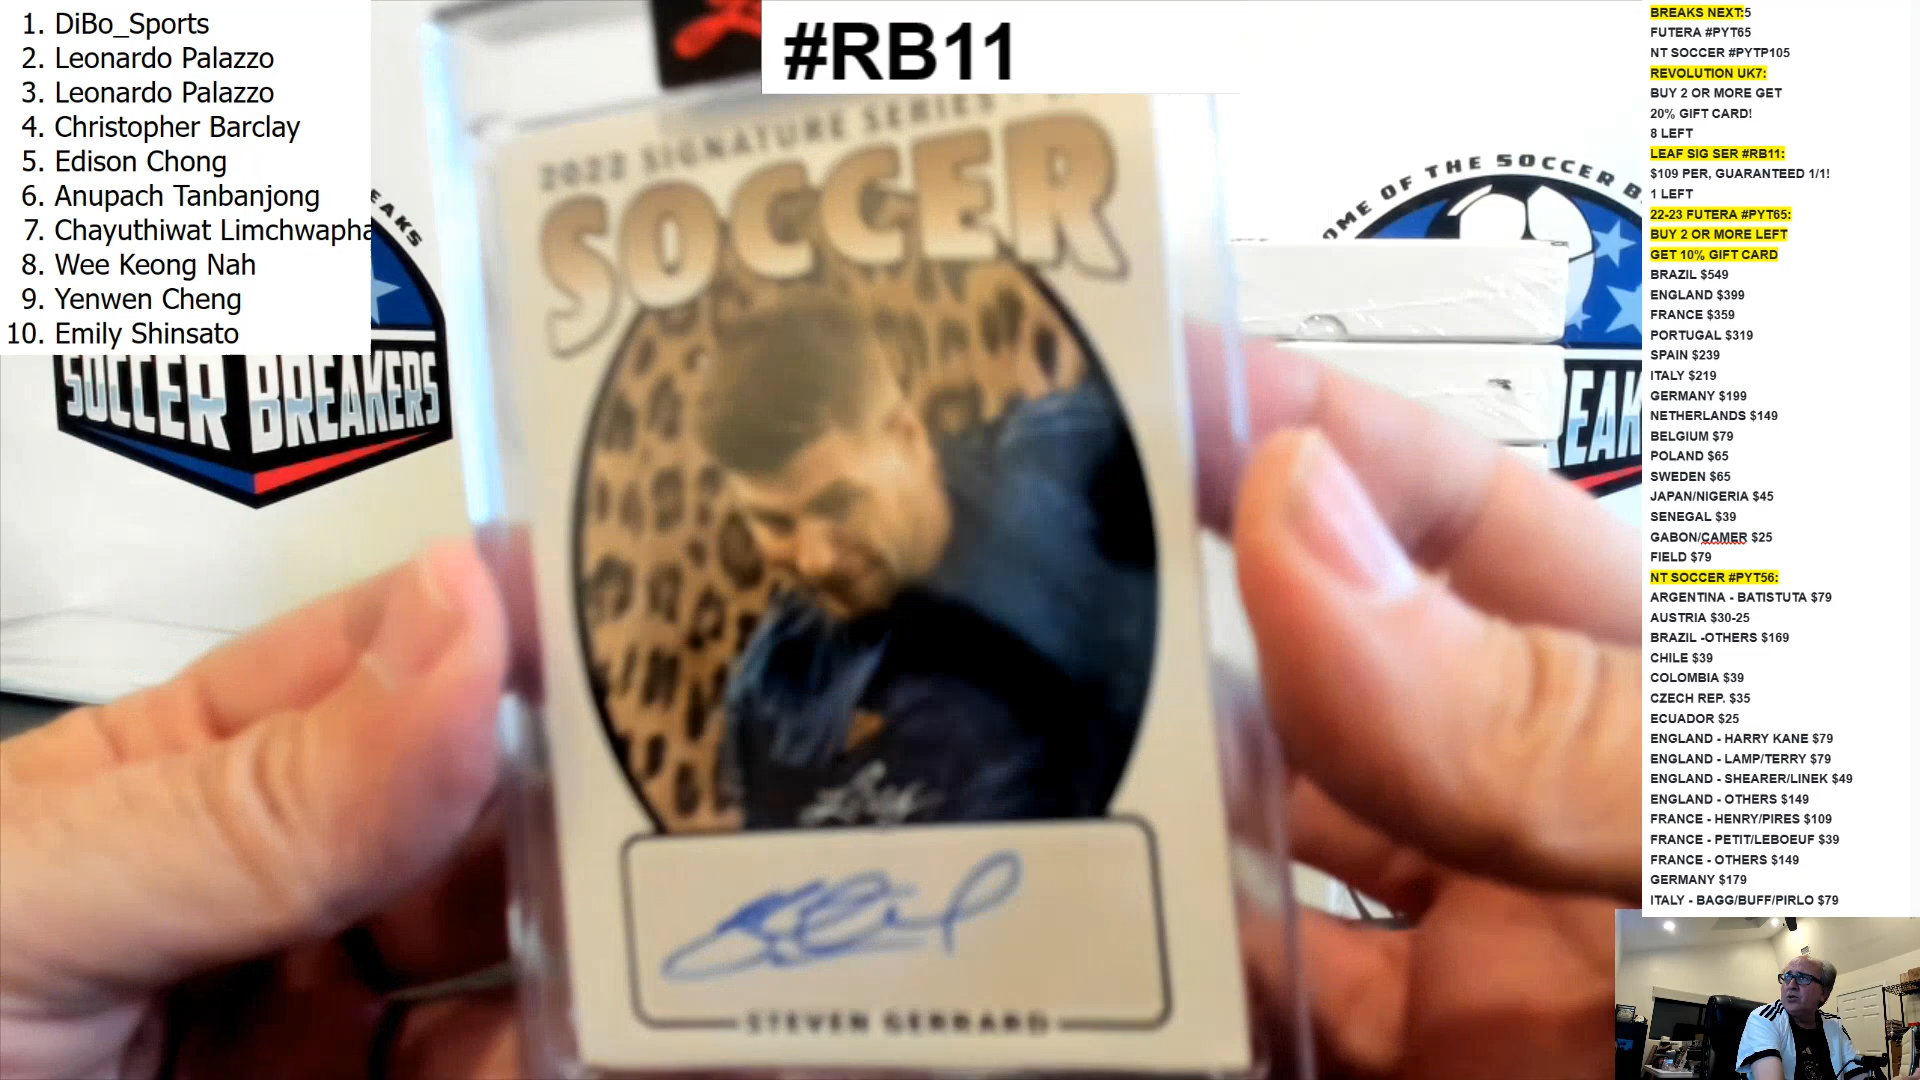 1. DiBo_Sports
2. Leonardo Palazzo
3. Leonardo Palazzo
4. Christopher Barclay
5. Edison Chong
6. Anupach Tanbanjong
7. Chayuthiwat Limchwapha
8. Wee Keong Nah
9. Yenwen Cheng
10. Emily Shinsato
#RB11
2022 SIGNATURE SERIES
SOCCER
Leaf
STEVEN GERRARD
EAKS
SOCCER BREAKERS
OME OF THE SOCCER B
EAK
BREAKS NEXT:5
FUTERA #PYT65
NT SOCCER #PYTP105
REVOLUTION UK7:
BUY 2 OR MORE GET
20% GIFT CARD!
8 LEFT
LEAF SIG SER #RB11:
$109 PER, GUARANTEED 1/1!
1 LEFT
22-23 FUTERA #PYT65:
BUY 2 OR MORE LEFT
GET 10% GIFT CARD
BRAZIL $549
ENGLAND $399
FRANCE $359
PORTUGAL $319
SPAIN $239
ITALY $219
GERMANY $199
NETHERLANDS $149
BELGIUM $79
POLAND $65
SWEDEN $65
JAPAN/NIGERIA $45
SENEGAL $39
GABON/CAMER $25
FIELD $79
NT SOCCER #PYT56:
ARGENTINA - BATISTUTA $79
AUSTRIA $30-25
BRAZIL -OTHERS $169
CHILE $39
COLOMBIA $39
CZECH REP. $35
ECUADOR $25
ENGLAND - HARRY KANE $79
ENGLAND - LAMP/TERRY $79
ENGLAND - SHEARER/LINEK $49
ENGLAND - OTHERS $149
FRANCE - HENRY/PIRES $109
FRANCE - PETIT/LEBOEUF $39
FRANCE - OTHERS $149
GERMANY $179
ITALY - BAGG/BUFF/PIRLO $79